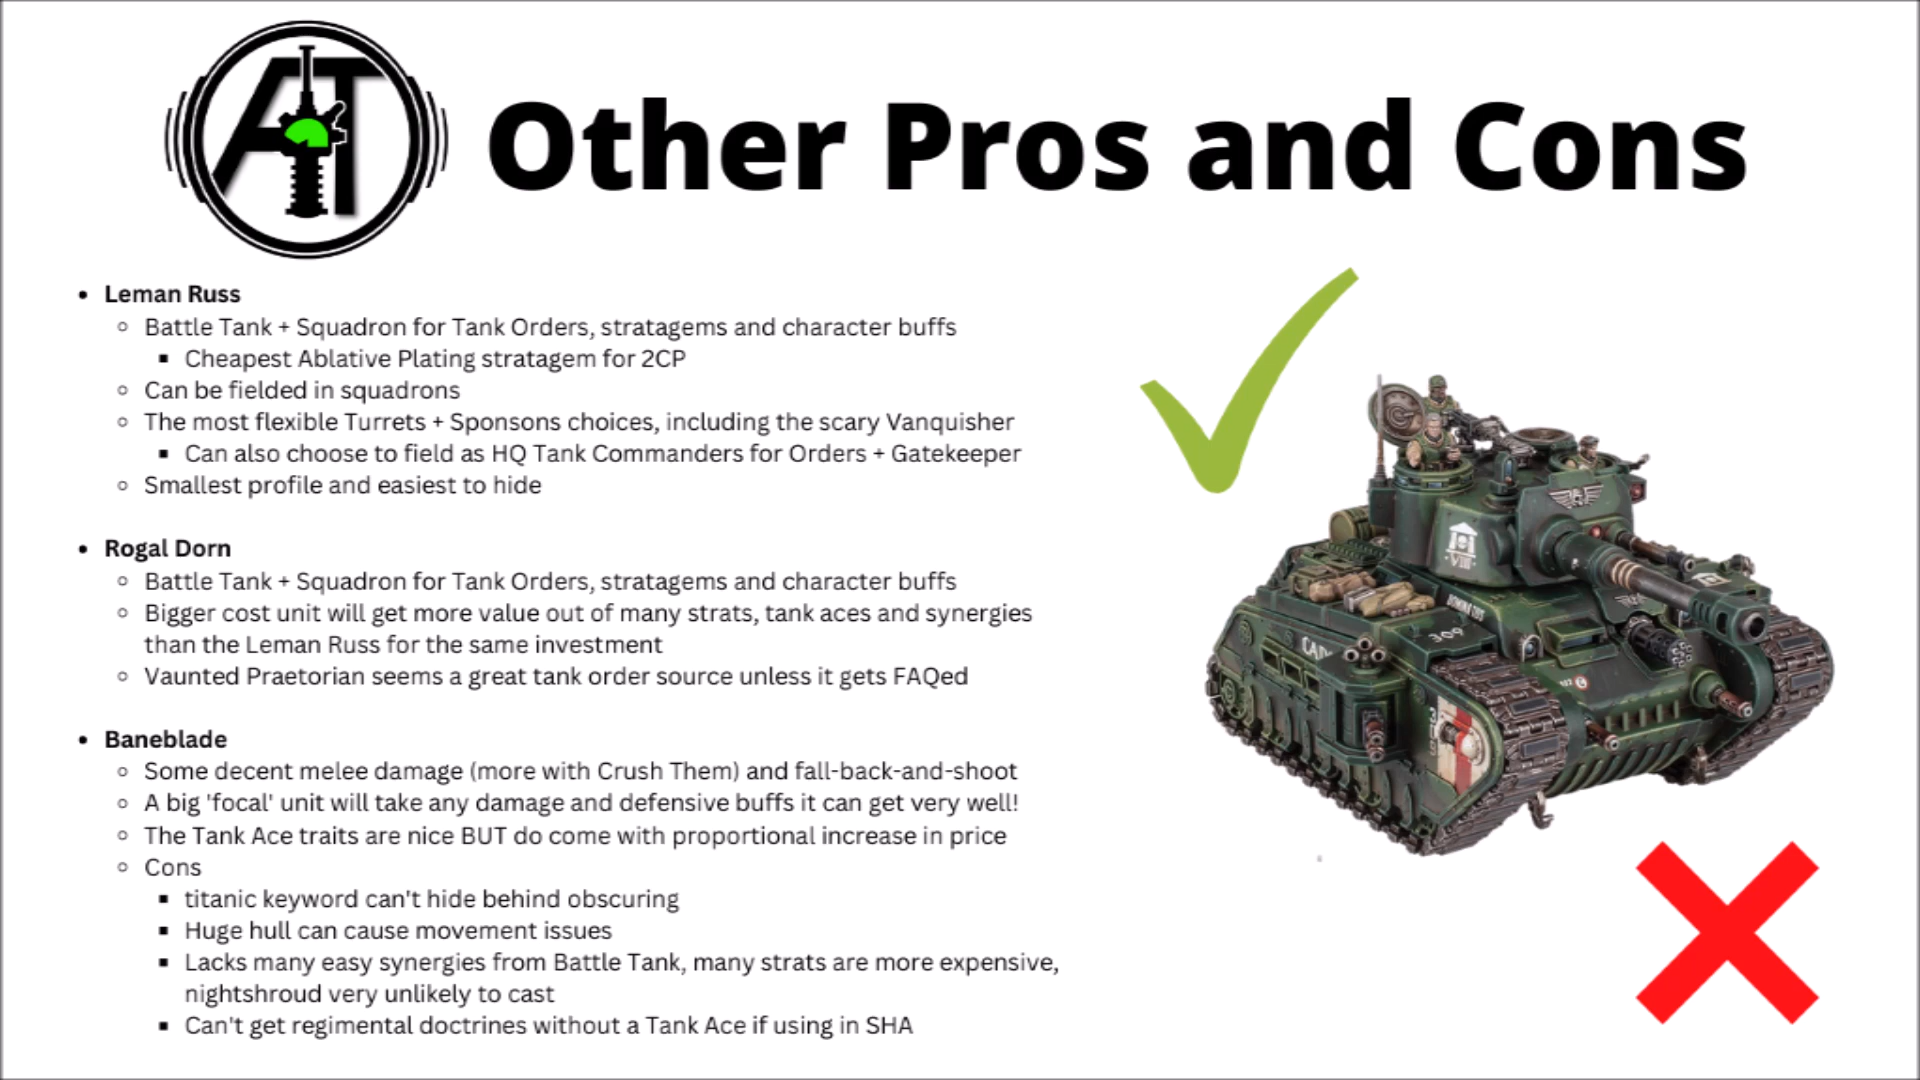 AT
Other Pros and Cons
Leman Russ
Battle Tank + Squadron for Tank Orders, stratagems and character buffs
Cheapest Ablative Plating stratagem for 2CP
Can be fielded in squadrons
The most flexible Turrets + Sponsons choices, including the scary Vanquisher
Can also choose to field as HQ Tank Commanders for Orders + Gatekeeper
Smallest profile and easiest to hide
Rogal Dorn
Battle Tank + Squadron for Tank Orders, stratagems and character buffs
Bigger cost unit will get more value out of many strats, tank aces and synergies
than the Leman Russ for the same investment
Vaunted Praetorian seems a great tank order source unless it gets FAQed
Baneblade
Some decent melee damage (more with Crush Them) and fall-back-and-shoot
A big 'focal' unit will take any damage and defensive buffs it can get very well!
The Tank Ace traits are nice BUT do come with proportional increase in price
Cons
titanic keyword can't hide behind obscuring
Huge hull can cause movement issues
Lacks many easy synergies from Battle Tank, many strats are more expensive,
nightshroud very unlikely to cast
Can't get regimental doctrines without a Tank Ace if using in SHA
309